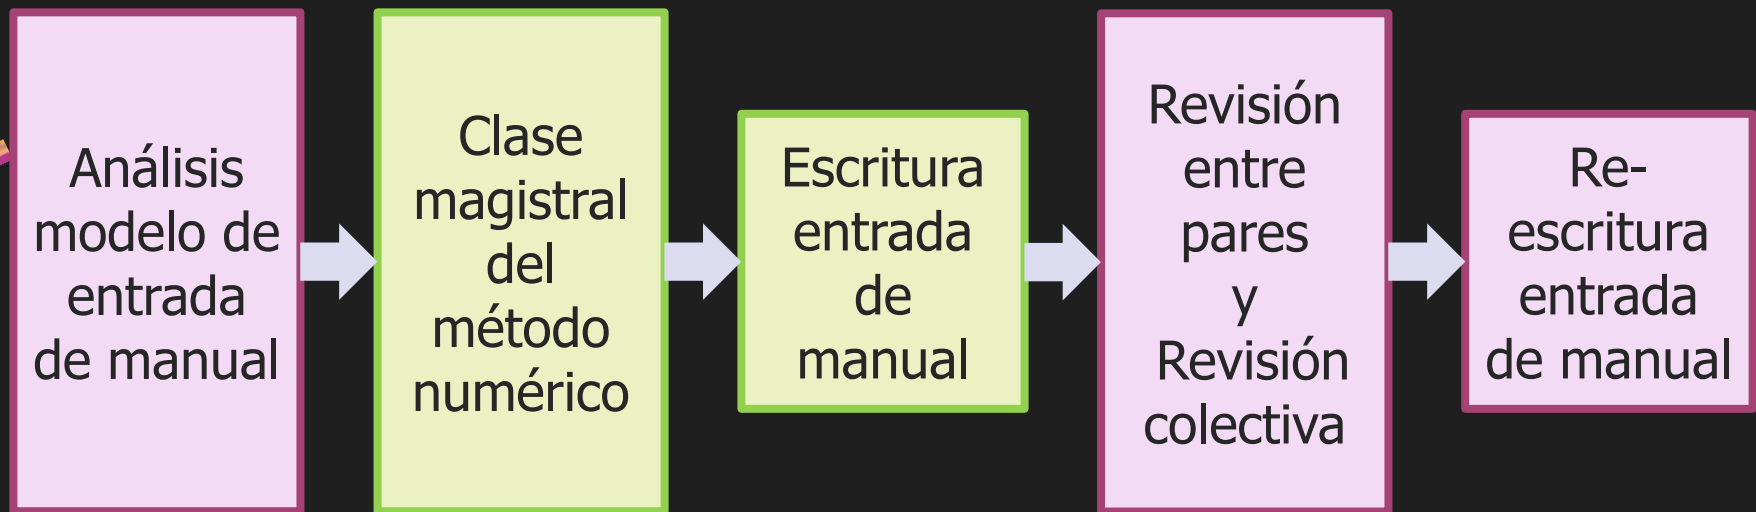 Análisis
modelo de
entrada
de manual
Clase
magistral
del
método
numérico
Escritura
entrada
de
manual
Revisión
entre
pares
y
Revisión
colectiva
Re-
escritura
entrada
de manual